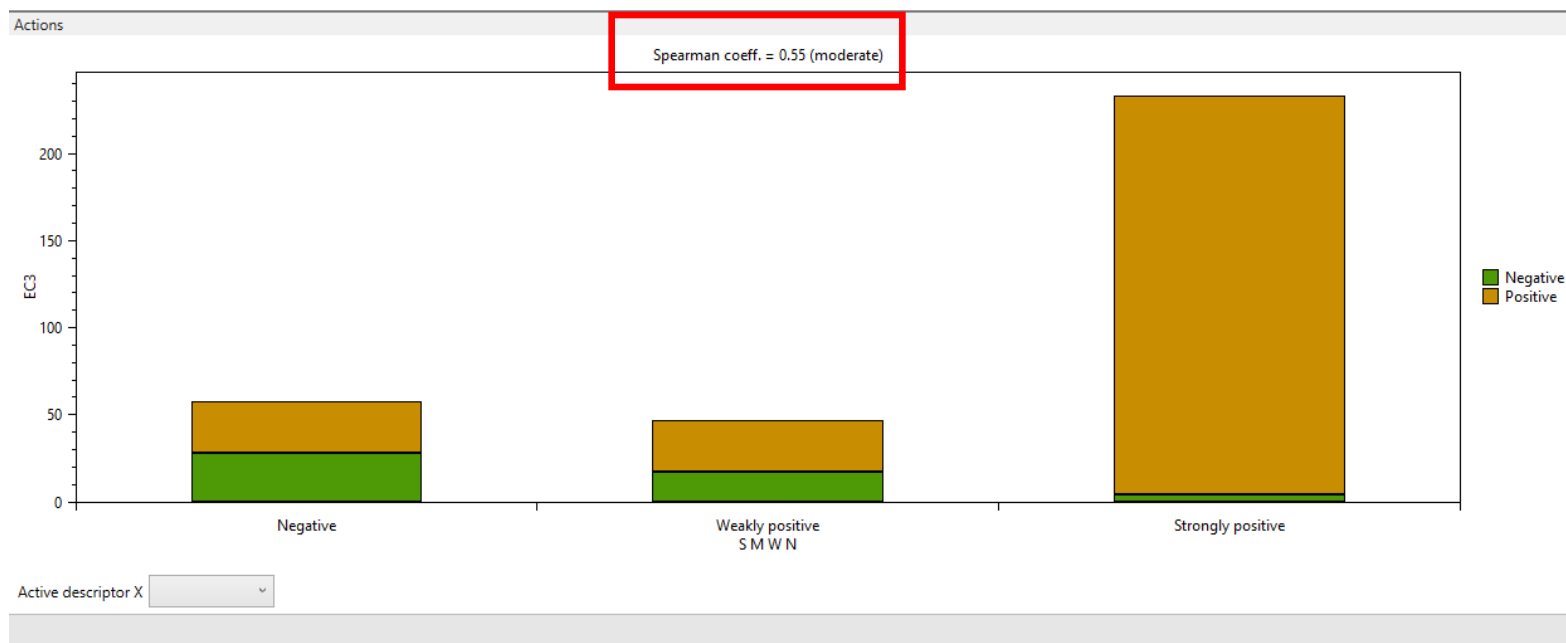 Actions
Spearman coeff. = 0.55 (moderate)
200
150
100
50
0
EC3
Negative
Positive
Negative Weakly positive Strongly positive
S M W N
Active descriptor X